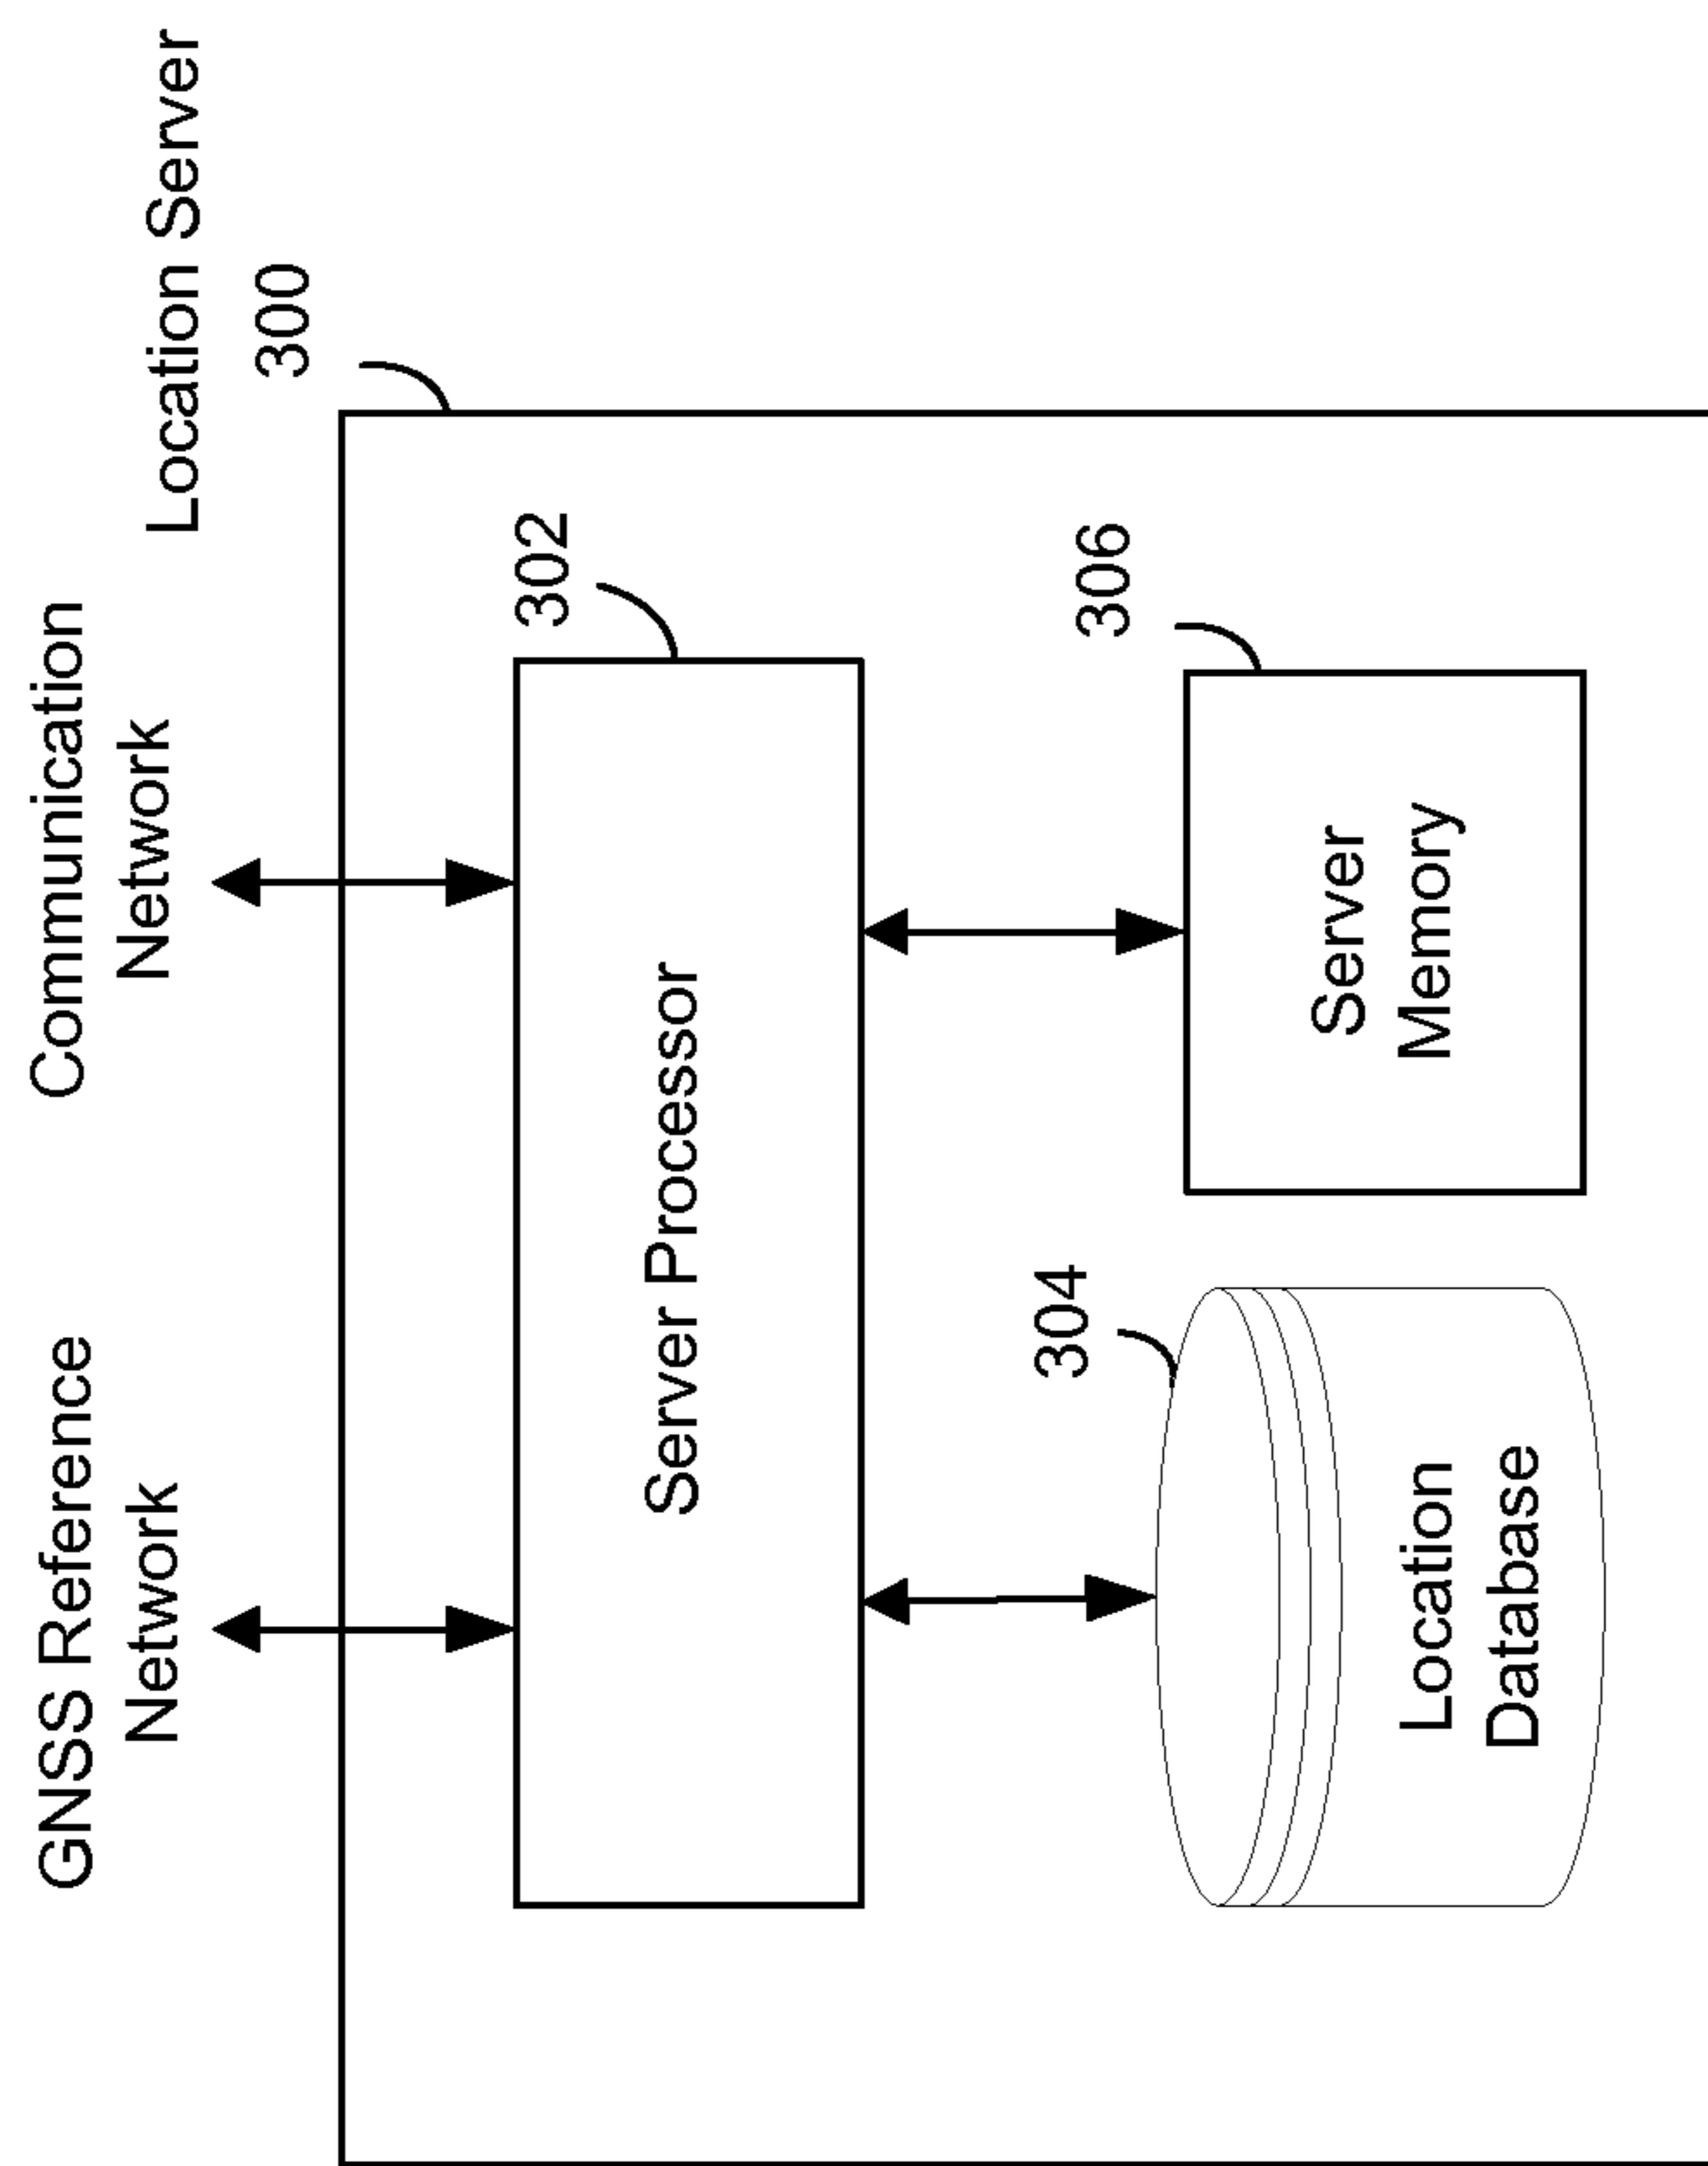 GNSS Reference
Network
Communication
Network
Location Server
300
302
Server Processor
304
Location
Database
306
Server
Memory